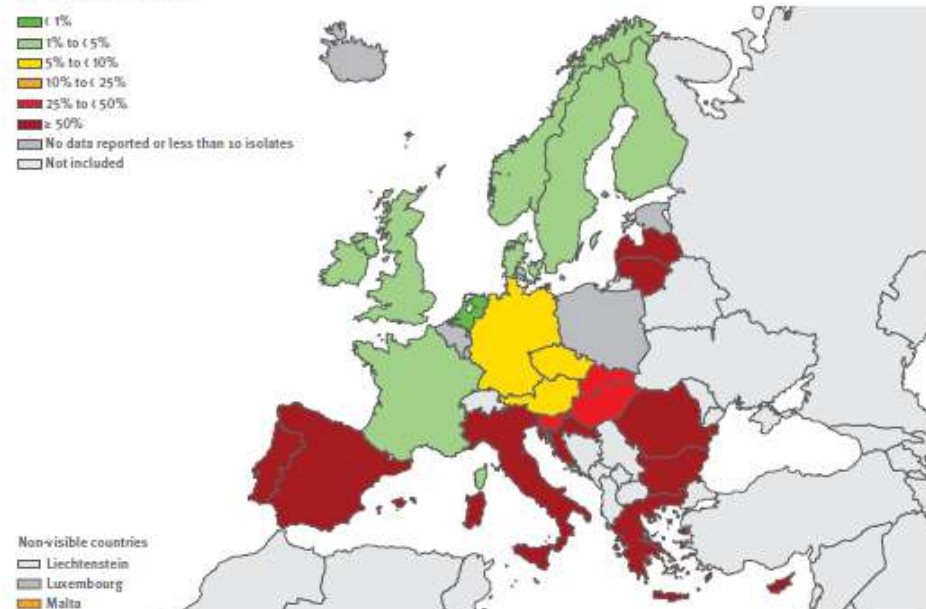 < 1%
1% to < 5%
5% to < 10%
10% to < 25%
25% to < 50%
≥ 50%
No data reported or less than 10 isolates
Not included
Non-visible countries
Liechtenstein
Luxembourg
Malta